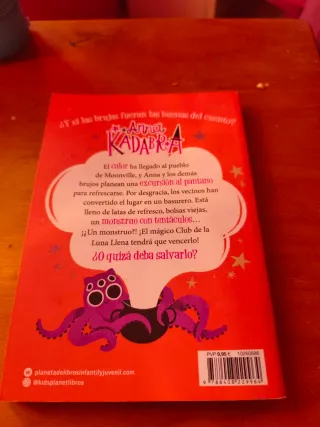 ¿Y si las brujas fueran las buenas del cuento?
Anna
KADABRA
El calor ha llegado al pueblo
de Moonville, y Anna y los demás
brujos planean una excursión al pantano
para refrescarse. Por desgracia, los vecinos han
convertido el lugar en un basurero. Está
lleno de latas de refresco, bolsas viejas,
un monstruo con tentáculos...
¡¿Un monstruo?! ¡El mágico Club de la
Luna Llena tendrá que vencerlo!
¿O quizá deba salvarlo?
planetadelibrosinfantilyjuvenil.com
@kidsplanetlibros
PVP 9,95 €